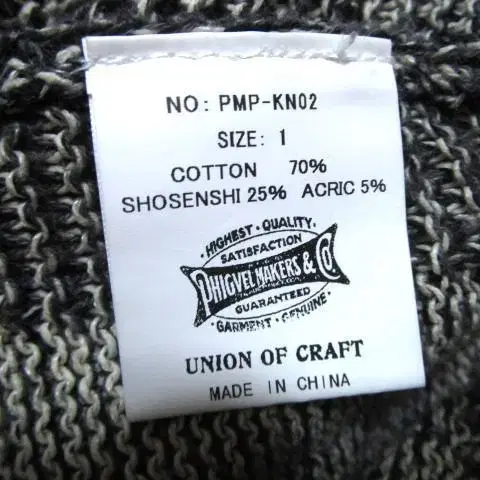 NO: PMP-KN02
SIZE: 1
COTTON 70%
SHOSENSHI 25% ACRIC 5%
·HIGHEST·QUALITY·
SATISFACTION
PHIGVEL MAKERS & Co
GUARANTEED
·GARMENT·GENUINE·
UNION OF CRAFT
MADE IN CHINA